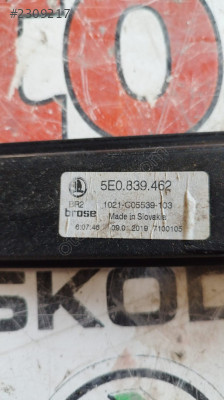 #2309217
5E0.839.462
BR2
1021-C05539-103
brose
Made in Slovakia
6:07:46 09.01.2019 7100105
SKOD